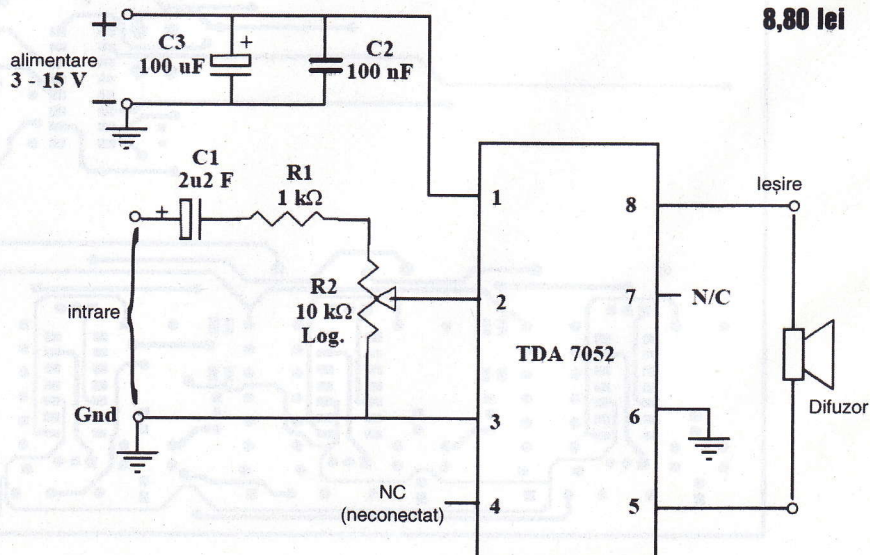 8,80 lei
+
alimentare
3 - 15 V
−
C3
100 uF
+
C2
100 nF
C1
2u2 F
+
R1
1 kΩ
R2
10 kΩ
Log.
intrare
Gnd
NC
(neconectat)
1
2
3
4
TDA 7052
8
7
6
5
N/C
Ieșire
Difuzor